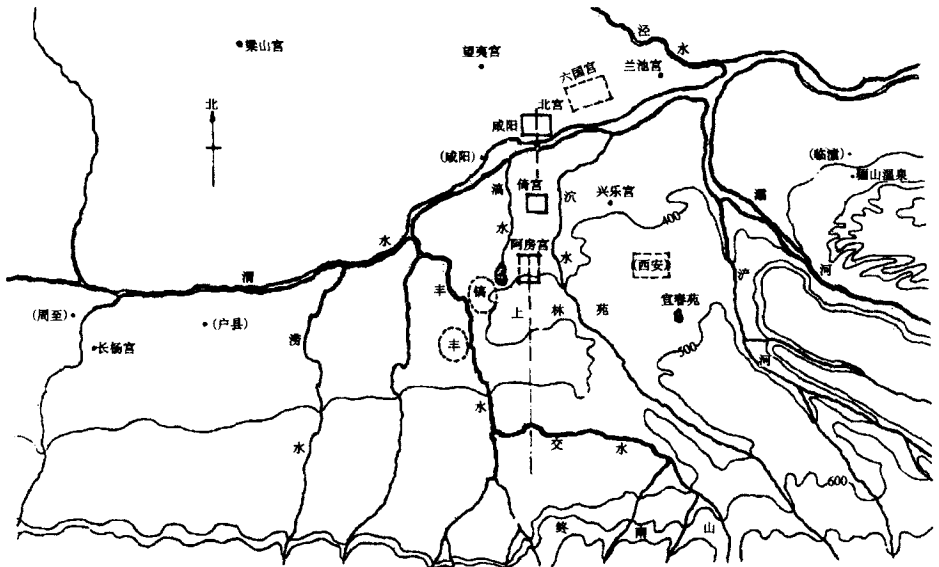 泾水
梁山宫
望夷宫
兰池宫
六国宫
北
北宫
咸阳
(咸阳)
(临潼)
骊山温泉
滈水
倚宫
泬水
兴乐宫
灞河
400
渭水
阿房宫
(西安)
浐河
丰水
镐
上林苑
宜春苑
(周至)
(户县)
涝水
丰
长杨宫
500
交水
600
终南山